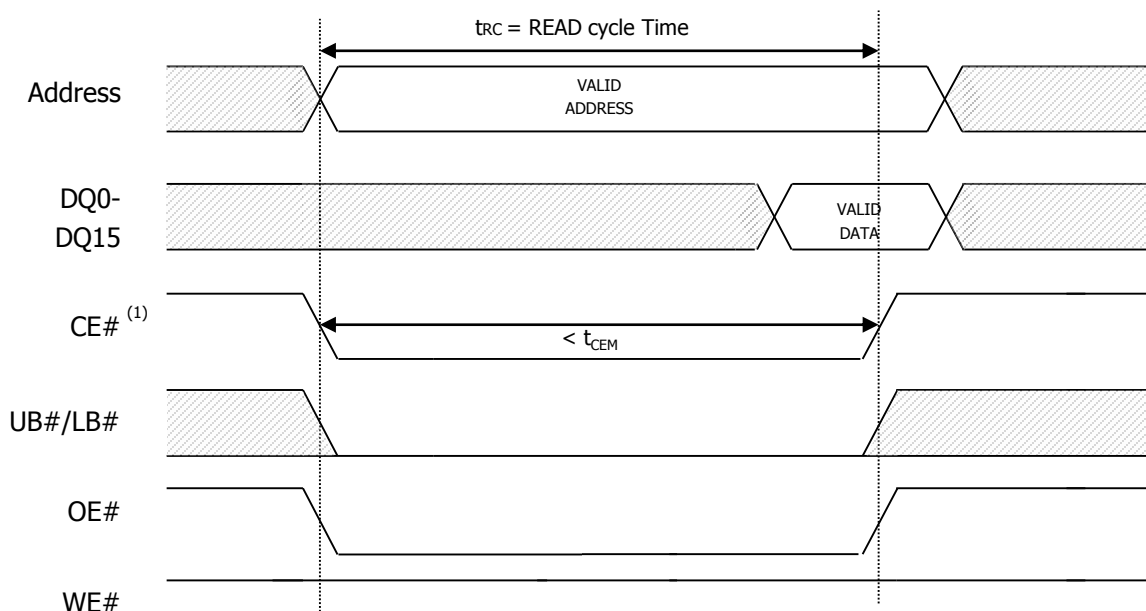 tRC = READ cycle Time
Address
VALID
ADDRESS
DQ0-
DQ15
VALID
DATA
CE# (1)
< tCEM
UB#/LB#
OE#
WE#